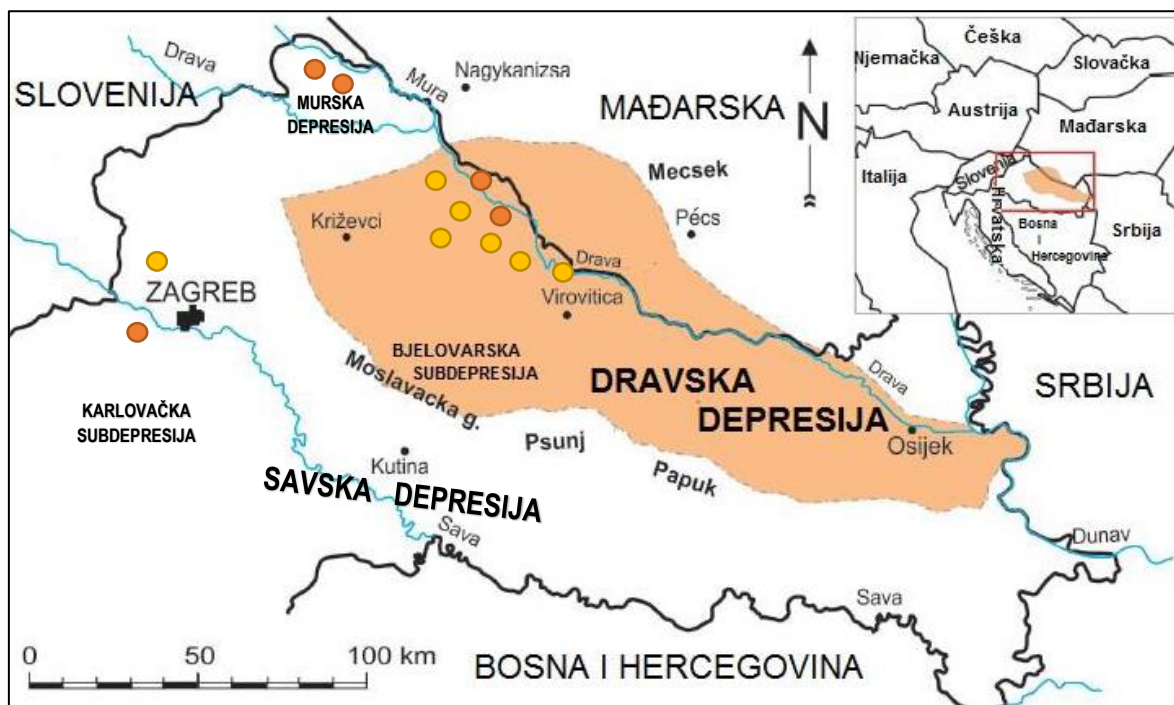 Drava
SLOVENIJA
MURSKA
DEPRESIJA
Mura
Nagykanizsa
MAĐARSKA
N
Mecsek
Pécs
Križevci
Drava
Virovitica
ZAGREB
BJELOVARSKA
SUBDEPRESIJA
Moslavacka g.
DRAVSKA
DEPRESIJA
Drava
Osijek
SRBIJA
KARLOVAČKA
SUBDEPRESIJA
Kutina
Psunj
Papuk
SAVSKA DEPRESIJA
Sava
Dunav
Sava
BOSNA I HERCEGOVINA
0 50 100 km
Češka
Njemačka
Slovačka
Austrija
Mađarska
Italija
Slovenija
Hrvatska
Bosna
I
Hercegovina
Srbija